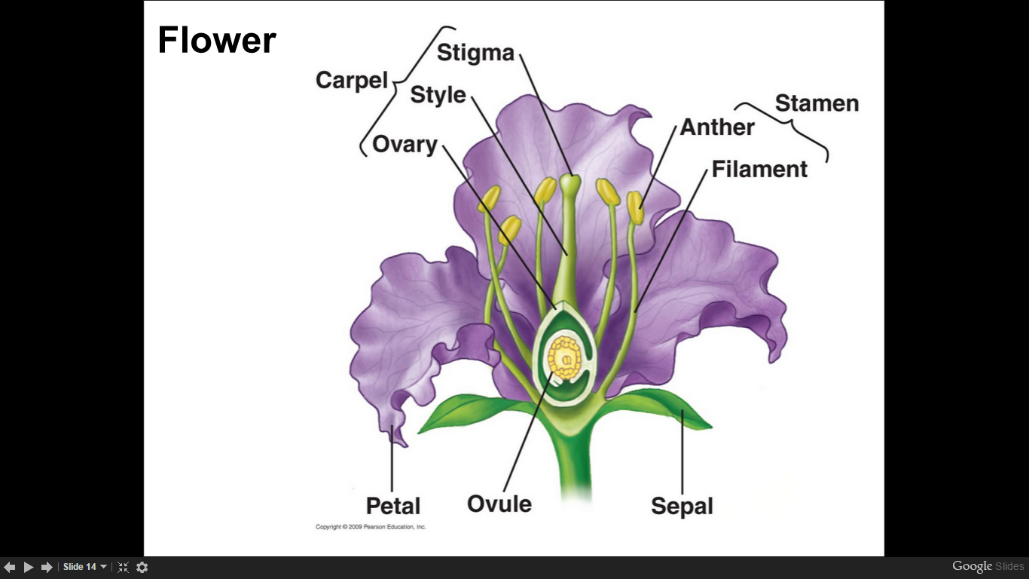 Flower
Stigma
Carpel
Style
Ovary
Stamen
Anther
Filament
Petal
Ovule
Sepal
Copyright © 2009 Pearson Education, Inc.
Slide 14
Google Slides